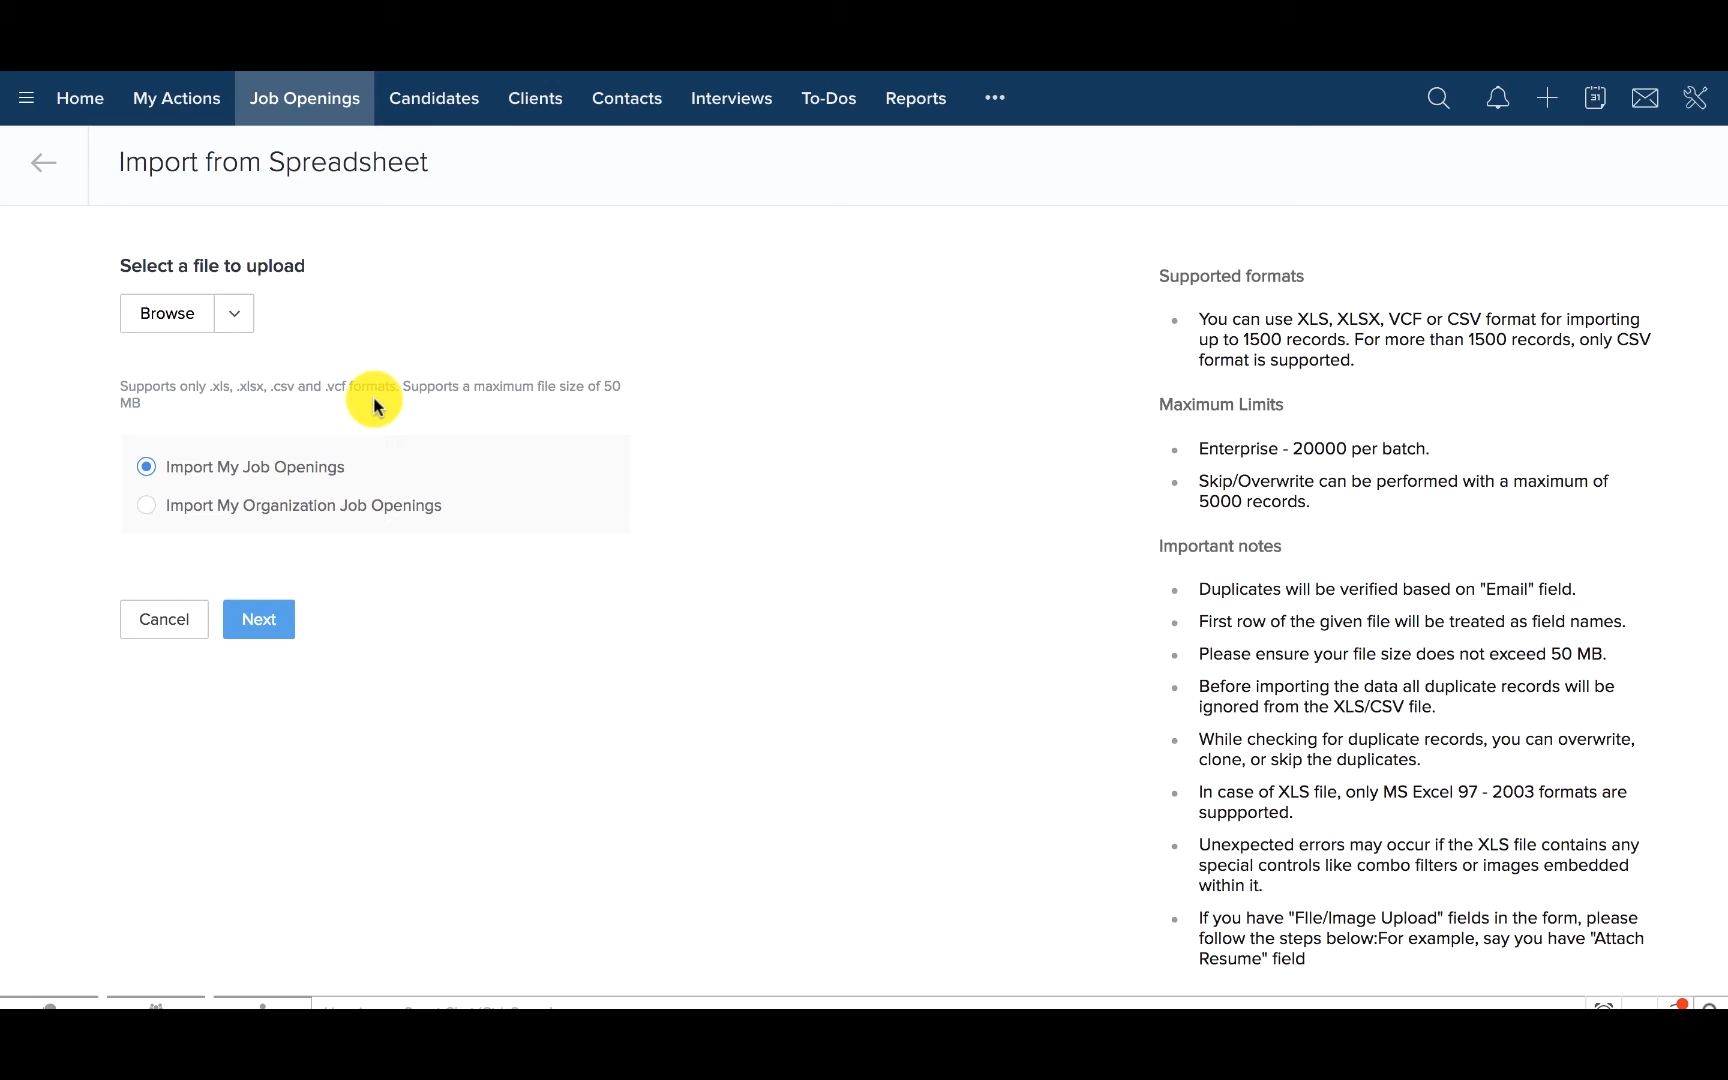 Home My Actions Job Openings Candidates Clients Contacts Interviews To-Dos Reports ••• 31
Import from Spreadsheet
Select a file to upload
Browse
Supports only .xls, .xlsx, .csv and .vcf formats. Supports a maximum file size of 50
MB
Import My Job Openings
Import My Organization Job Openings
Cancel Next
Supported formats
You can use XLS, XLSX, VCF or CSV format for importing
up to 1500 records. For more than 1500 records, only CSV
format is supported.
Maximum Limits
Enterprise - 20000 per batch.
Skip/Overwrite can be performed with a maximum of
5000 records.
Important notes
Duplicates will be verified based on "Email" field.
First row of the given file will be treated as field names.
Please ensure your file size does not exceed 50 MB.
Before importing the data all duplicate records will be
ignored from the XLS/CSV file.
While checking for duplicate records, you can overwrite,
clone, or skip the duplicates.
In case of XLS file, only MS Excel 97 - 2003 formats are
suppported.
Unexpected errors may occur if the XLS file contains any
special controls like combo filters or images embedded
within it.
If you have "FIle/Image Upload" fields in the form, please
follow the steps below:For example, say you have "Attach
Resume" field